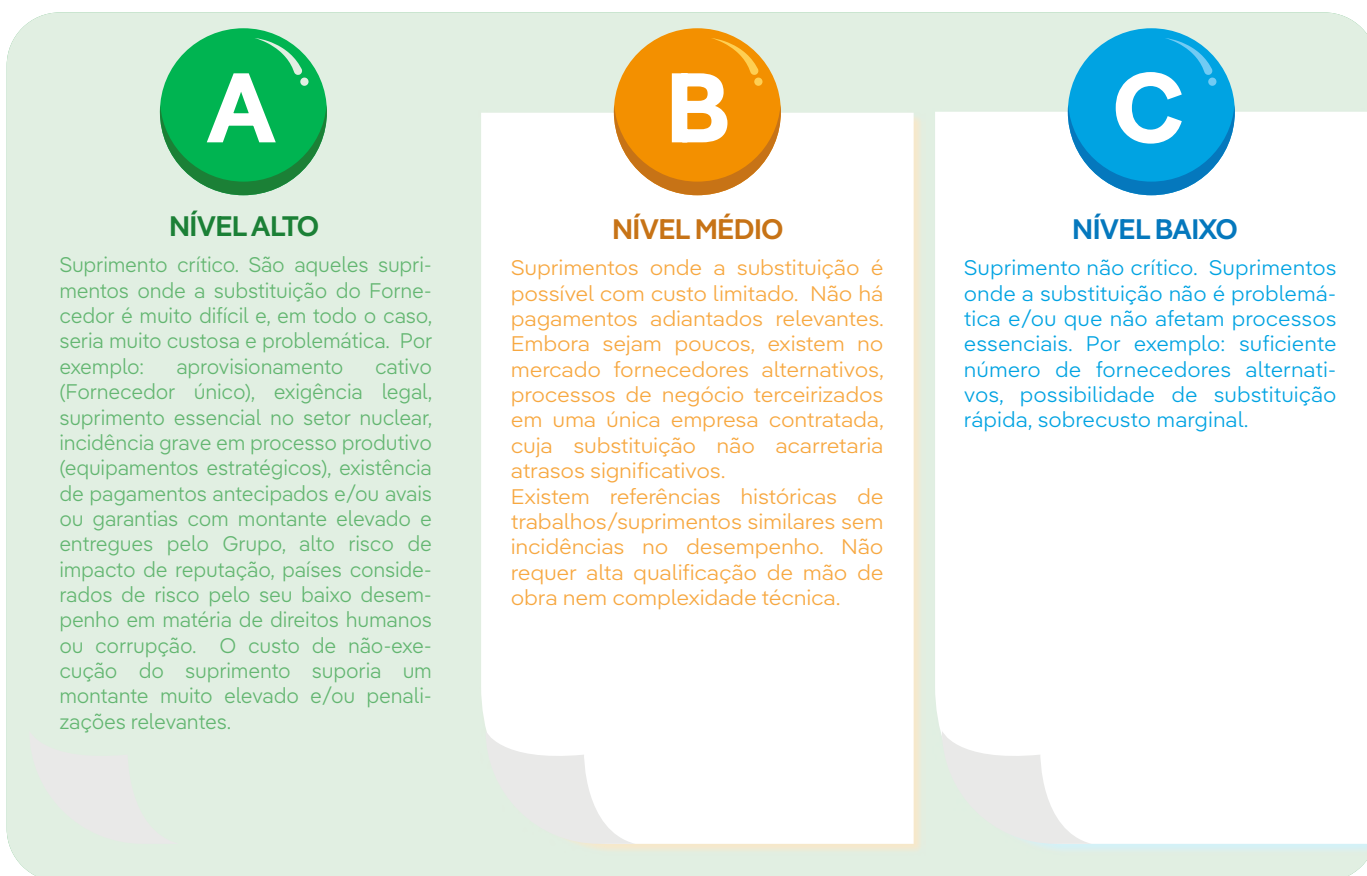 A
NÍVEL ALTO
Suprimento crítico. São aqueles supri-
mentos onde a substituição do Forne-
cedor é muito difícil e, em todo o caso,
seria muito custosa e problemática. Por
exemplo: aprovisionamento cativo
(Fornecedor único), exigência legal,
suprimento essencial no setor nuclear,
incidência grave em processo produtivo
(equipamentos estratégicos), existência
de pagamentos antecipados e/ou avais
ou garantias com montante elevado e
entregues pelo Grupo, alto risco de
impacto de reputação, países conside-
rados de risco pelo seu baixo desem-
penho em matéria de direitos humanos
ou corrupção. O custo de não-exe-
cução do suprimento suporia um
montante muito elevado e/ou penali-
zações relevantes.
B
NÍVEL MÉDIO
Suprimentos onde a substituição é
possível com custo limitado. Não há
pagamentos adiantados relevantes.
Embora sejam poucos, existem no
mercado fornecedores alternativos,
processos de negócio terceirizados
em uma única empresa contratada,
cuja substituição não acarretaria
atrasos significativos.
Existem referências históricas de
trabalhos/suprimentos similares sem
incidências no desempenho. Não
requer alta qualificação de mão de
obra nem complexidade técnica.
C
NÍVEL BAIXO
Suprimento não crítico. Suprimentos
onde a substituição não é problemá-
tica e/ou que não afetam processos
essenciais. Por exemplo: suficiente
número de fornecedores alternati-
vos, possibilidade de substituição
rápida, sobrecusto marginal.